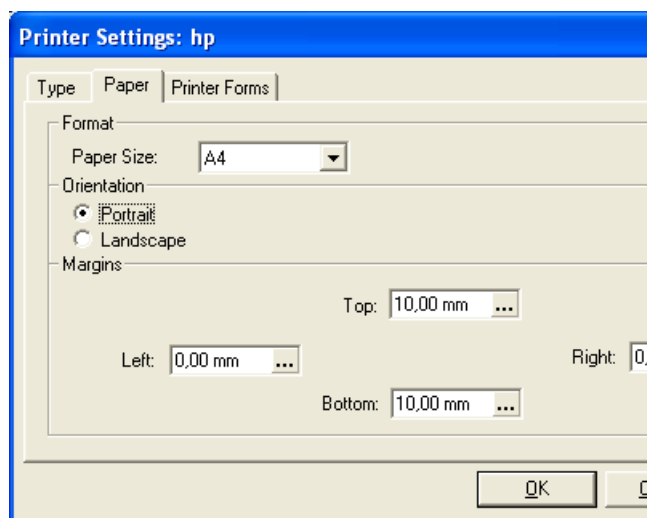 Printer Settings: hp
Type Paper Printer Forms
Format
Paper Size: A4
Orientation
Portrait
Landscape
Margins
Top: 10,00 mm ...
Left: 0,00 mm ... Right: 0,
Bottom: 10,00 mm ...
OK